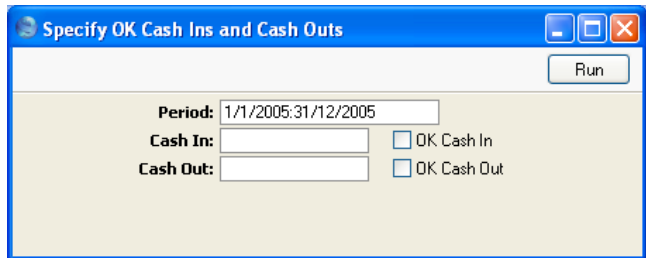 Specify OK Cash Ins and Cash Outs
Run
Period: 1/1/2005:31/12/2005
Cash In: OK Cash In
Cash Out: OK Cash Out